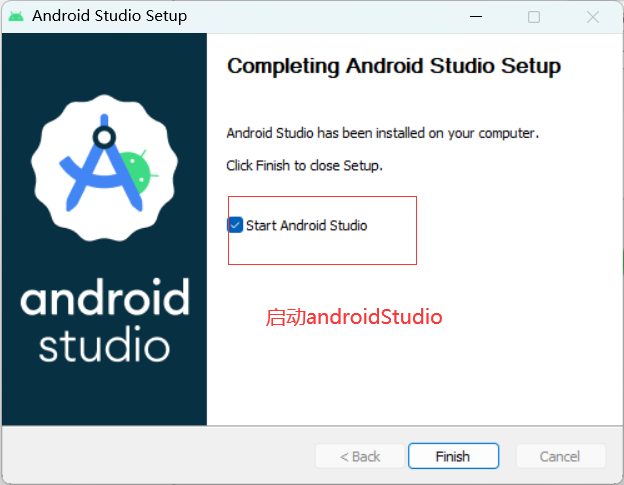 Android Studio Setup
Completing Android Studio Setup
Android Studio has been installed on your computer.
Click Finish to close Setup.
Start Android Studio
启动androidStudio
android
studio
< Back
Finish
Cancel